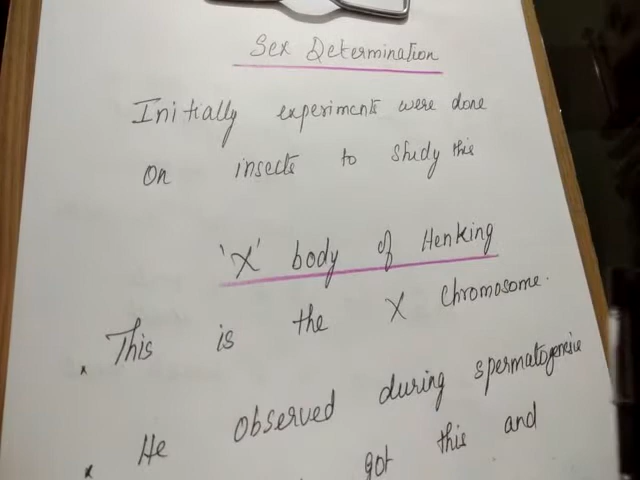 Sex Determination
Initially experiments were done
on insects to study this
'X' body of Henking
This is the X Chromosome.
He observed during spermatogenesis
got this and